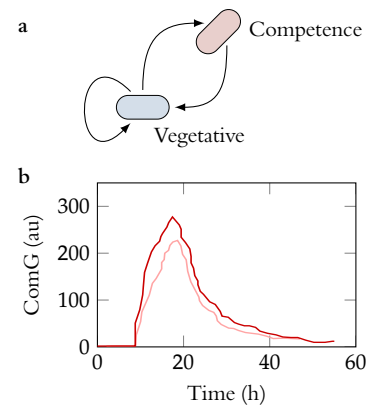 a
Competence
Vegetative
b
300
200
100
0
ComG (au)
0 20 40 60
Time (h)